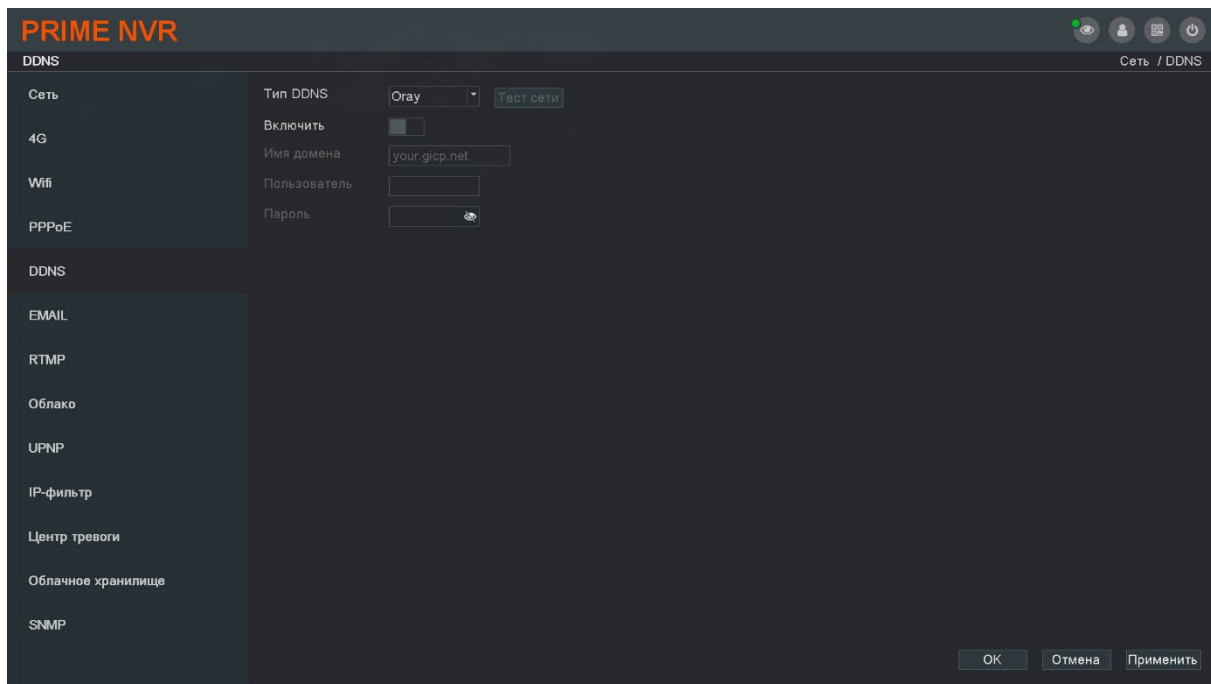 PRIME NVR
DDNS
Сеть / DDNS
Сеть
4G
Wifi
PPPoE
DDNS
EMAIL
RTMP
Облако
UPNP
IP-фильтр
Центр тревоги
Облачное хранилище
SNMP
Тип DDNS Oray Тест сети
Включить
Имя домена your.gicp.net
Пользователь
Пароль
OK Отмена Применить